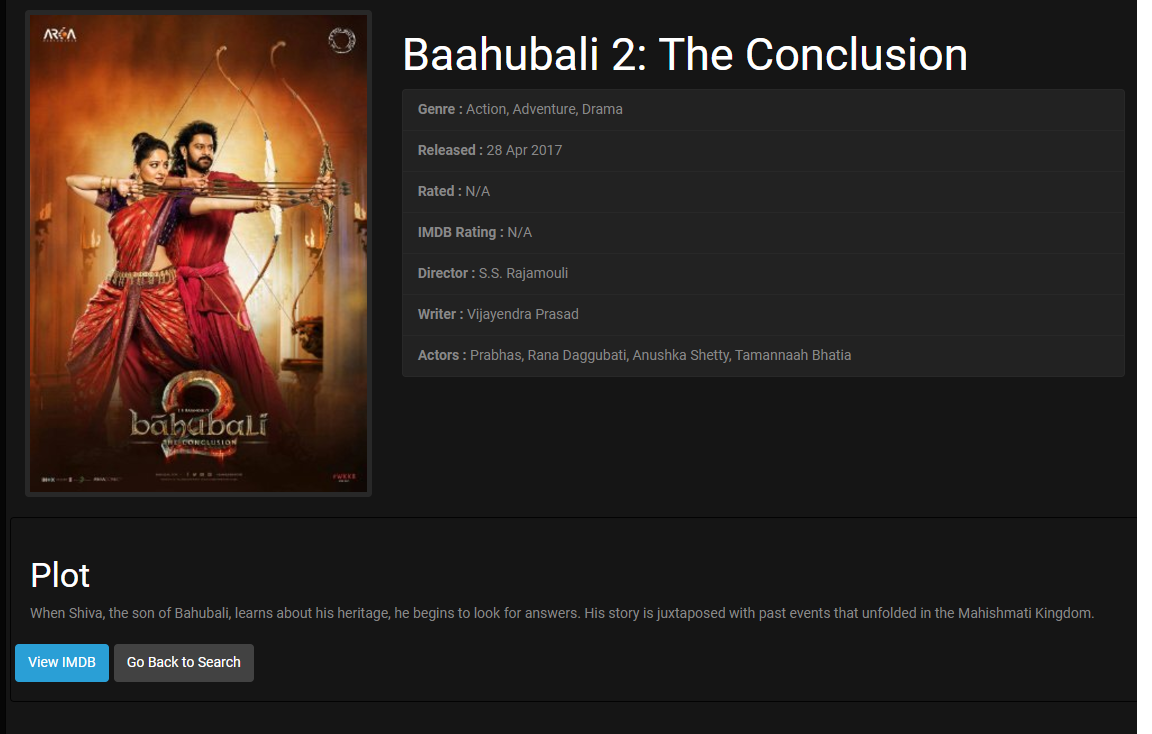 ARKA
Baahubali 2: The Conclusion
Genre : Action, Adventure, Drama
Released : 28 Apr 2017
Rated : N/A
IMDB Rating : N/A
Director : S.S. Rajamouli
Writer : Vijayendra Prasad
Actors : Prabhas, Rana Daggubati, Anushka Shetty, Tamannaah Bhatia
2
bāhubali
THE CONCLUSION
#WKKB
Plot
When Shiva, the son of Bahubali, learns about his heritage, he begins to look for answers. His story is juxtaposed with past events that unfolded in the Mahishmati Kingdom.
View IMDB
Go Back to Search